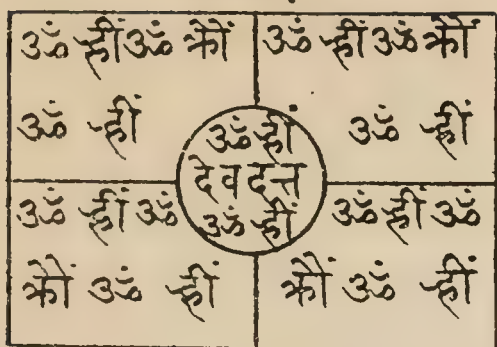 ॐ ह्रीं ॐ क्रौं
ॐ ह्रीं
ॐ ह्रीं ॐ क्रौं
ॐ ह्रीं
ॐ ह्रीं
देवदत्त
ॐ ह्रीं
ॐ ह्रीं ॐ
क्रौं ॐ ह्रीं
ॐ ह्रीं ॐ
क्रौं ॐ ह्रीं